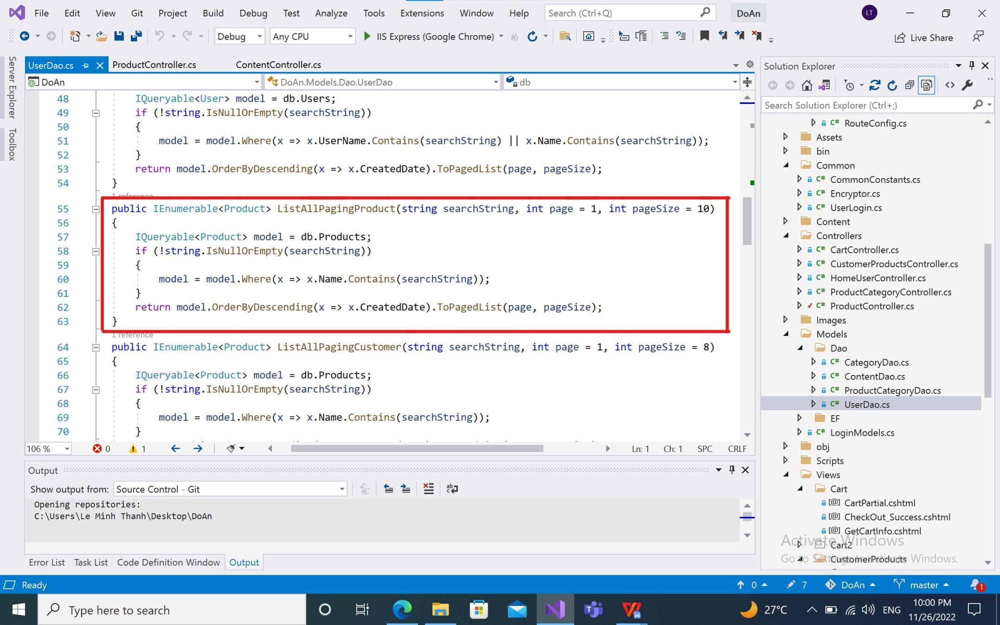 File Edit View Git Project Build Debug Test Analyze Tools Extensions Window Help Search (Ctrl+Q) DoAn LT
Debug Any CPU IIS Express (Google Chrome) Live Share
Server Explorer
Toolbox
UserDao.cs ProductController.cs ContentController.cs
DoAn DoAn.Models.Dao.UserDao db
48 IQueryable<User> model = db.Users;
49 if (!string.IsNullOrEmpty(searchString))
50 {
51 model = model.Where(x => x.UserName.Contains(searchString) || x.Name.Contains(searchString));
52 }
53 return model.OrderByDescending(x => x.CreatedDate).ToPagedList(page, pageSize);
54 }
1 reference
55 public IEnumerable<Product> ListAllPagingProduct(string searchString, int page = 1, int pageSize = 10)
56 {
57 IQueryable<Product> model = db.Products;
58 if (!string.IsNullOrEmpty(searchString))
59 {
60 model = model.Where(x => x.Name.Contains(searchString));
61 }
62 return model.OrderByDescending(x => x.CreatedDate).ToPagedList(page, pageSize);
63 }
1 reference
64 public IEnumerable<Product> ListAllPagingCustomer(string searchString, int page = 1, int pageSize = 8)
65 {
66 IQueryable<Product> model = db.Products;
67 if (!string.IsNullOrEmpty(searchString))
68 {
69 model = model.Where(x => x.Name.Contains(searchString));
70 }
106 % 0 1 Ln: 1 Ch: 1 SPC CRLF
Output
Show output from: Source Control - Git
Opening repositories:
C:\Users\Le Minh Thanh\Desktop\DoAn
Error List Task List Code Definition Window Output
Solution Explorer
Search Solution Explorer (Ctrl+;)
C# RouteConfig.cs
Assets
bin
Common
C# CommonConstants.cs
C# Encryptor.cs
C# UserLogin.cs
Content
Controllers
C# CartController.cs
C# CustomerProductsController.cs
C# HomeUserController.cs
C# ProductCategoryController.cs
C# ProductController.cs
Images
Models
Dao
C# CategoryDao.cs
C# ContentDao.cs
C# ProductCategoryDao.cs
C# UserDao.cs
EF
C# LoginModels.cs
obj
Scripts
Views
Cart
[@] CartPartial.cshtml
[@] CheckOut_Success.cshtml
[@] GetCartInfo.cshtml
Cart2
CustomerProducts
Activate Windows
Go to Settings to activate Windows.
Ready 0 7 DoAn master 1
Type here to search 27°C ENG 10:00 PM
11/26/2022